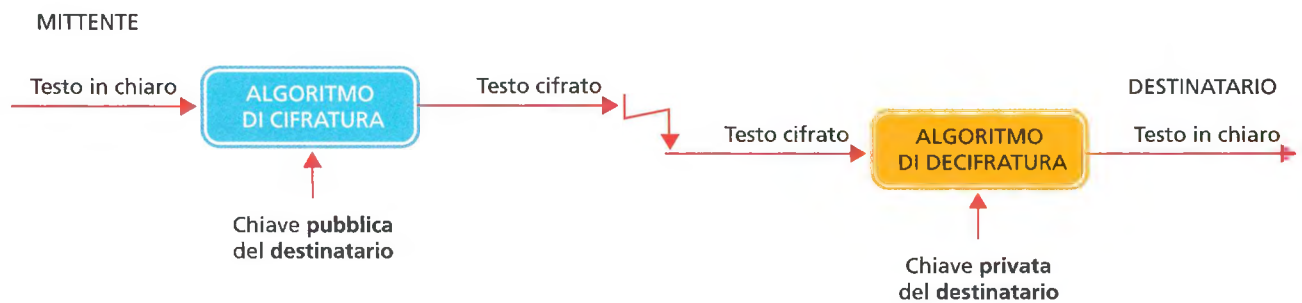 MITTENTE
Testo in chiaro
ALGORITMO
DI CIFRATURA
Testo cifrato
Chiave pubblica
del destinatario
Testo cifrato
ALGORITMO
DI DECIFRATURA
DESTINATARIO
Testo in chiaro
Chiave privata
del destinatario